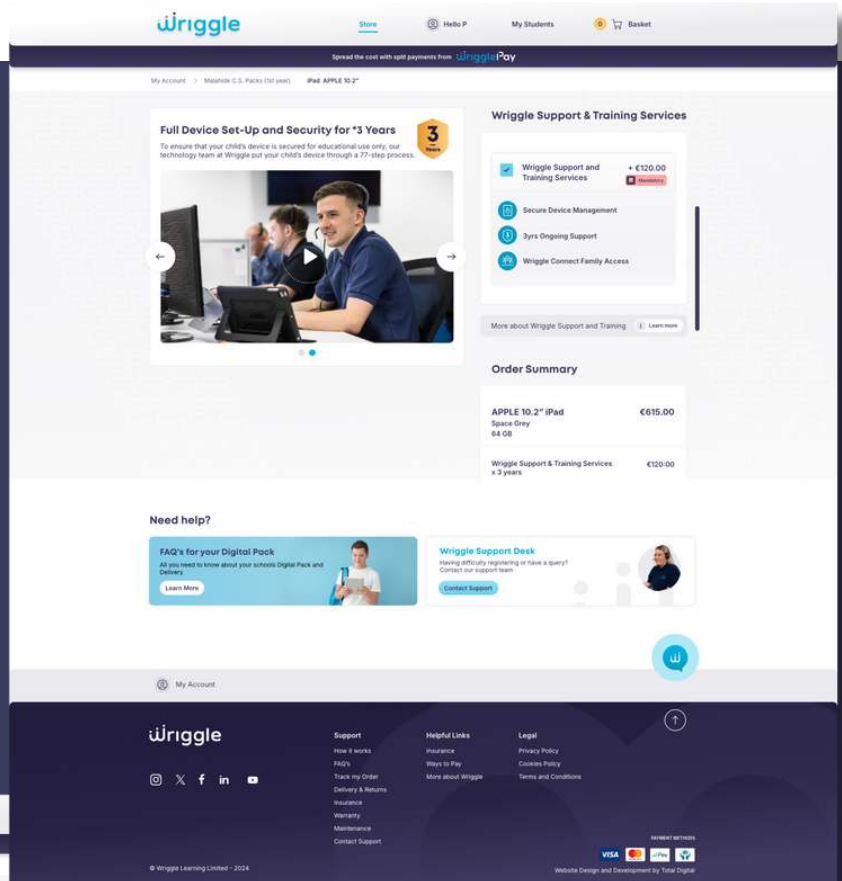 wriggle
Store
Hello P
My Students
0
Basket
Spread the cost with split payments from wrigglePay
My Account > Malahide C.S. Packs (1st year) iPad APPLE 10.2"
Full Device Set-Up and Security for *3 Years
To ensure that your child's device is secured for educational use only, our
technology team at Wriggle put your child's device through a 77-step process.
3
Years
Wriggle Support & Training Services
Wriggle Support and
Training Services
+ €120.00
Mandatory
Secure Device Management
3yrs Ongoing Support
Wriggle Connect Family Access
More about Wriggle Support and Training
Learn more
Order Summary
APPLE 10.2" iPad €615.00
Space Grey
64 GB
Wriggle Support & Training Services €120:00
x 3 years
Need help?
FAQ's for your Digital Pack
All you need to know about your schools Digital Pack and
Delivery
Learn More
Wriggle Support Desk
Having difficulty registering or have a query?
Contact our support team
Contact Support
My Account
wriggle
Support
How it works
FAQ's
Track my Order
Delivery & Returns
Insurance
Warranty
Maintenance
Contact Support
Helpful Links
Insurance
Ways to Pay
More about Wriggle
Legal
Privacy Policy
Cookies Policy
Terms and Conditions
PAYMENT METHODS
VISA
© Wriggle Learning Limited - 2024
Website Design and Development by Total Digital